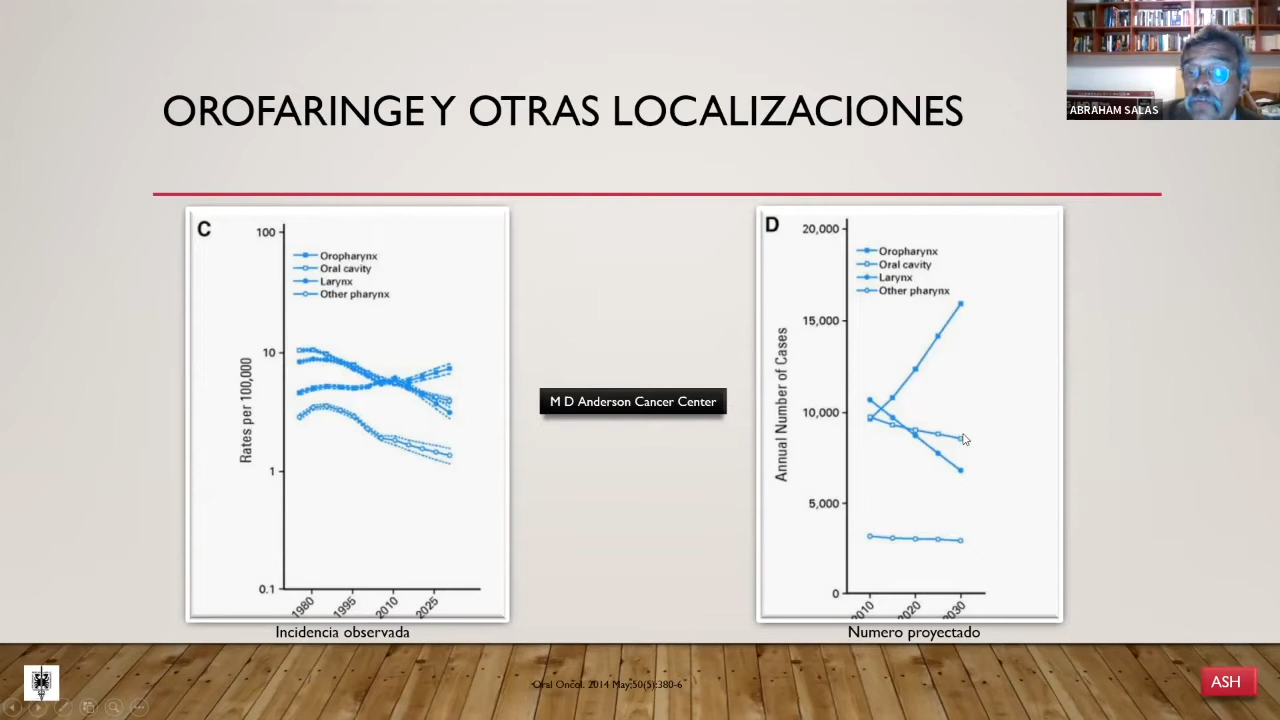 OROFARINGE Y OTRAS LOCALIZACIONES
ABRAHAM SALAS
C
100
10
1
0.1
Rates per 100,000
Oropharynx
Oral cavity
Larynx
Other pharynx
1980
1995
2010
2025
Incidencia observada
M D Anderson Cancer Center
D
20,000
15,000
10,000
5,000
0
Annual Number of Cases
Oropharynx
Oral cavity
Larynx
Other pharynx
2010
2020
2030
Numero proyectado
Oral Oncol. 2014 May;50(5):380-6
ASH